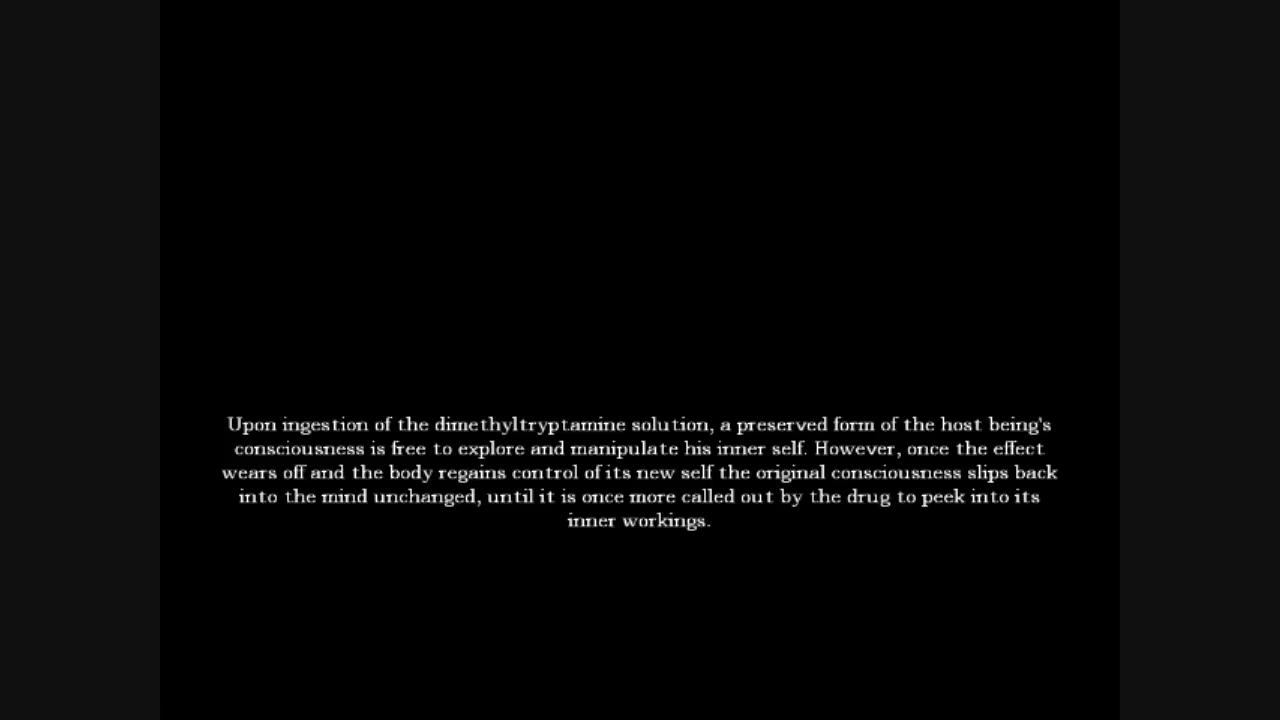 Upon ingestion of the dimethyltryptamine solution, a preserved form of the host being's
consciousness is free to explore and manipulate his inner self. However, once the effect
wears off and the body regains control of its new self the original consciousness slips back
into the mind unchanged, until it is once more called out by the drug to peek into its
inner workings.